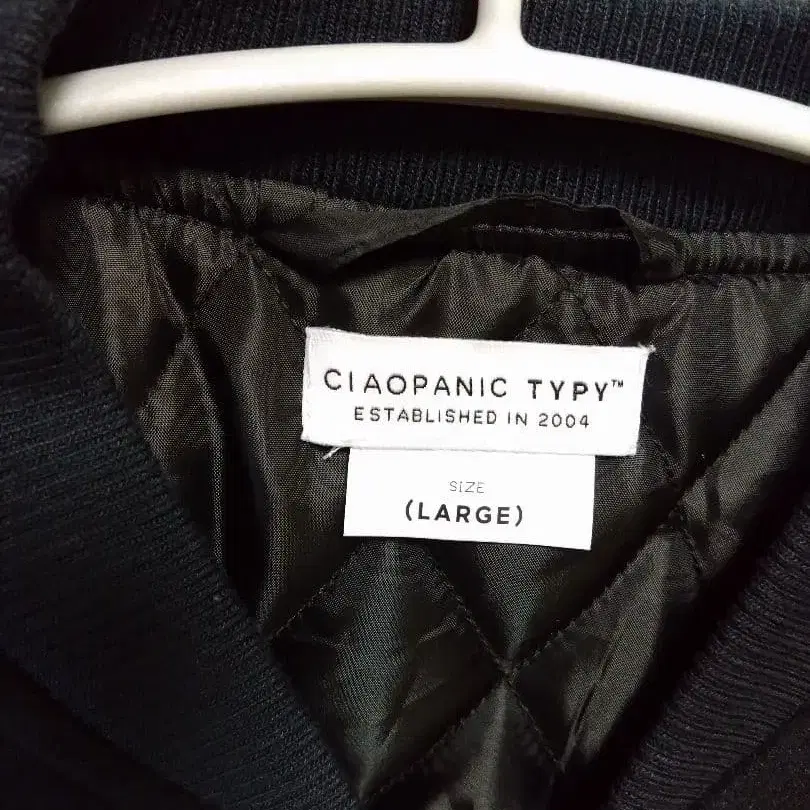 CIAOPANIC TYPY™
ESTABLISHED IN 2004
SIZE
(LARGE)